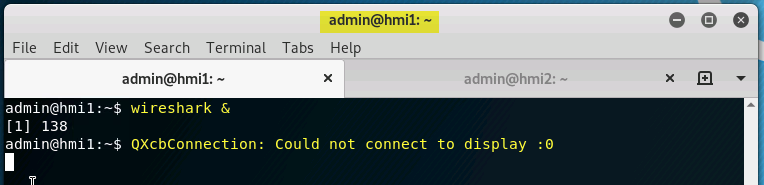 admin@hmi1: ~
File Edit View Search Terminal Tabs Help
admin@hmi1: ~ × admin@hmi2: ~ ×
admin@hmi1:~$ wireshark &
[1] 138
admin@hmi1:~$ QXcbConnection: Could not connect to display :0